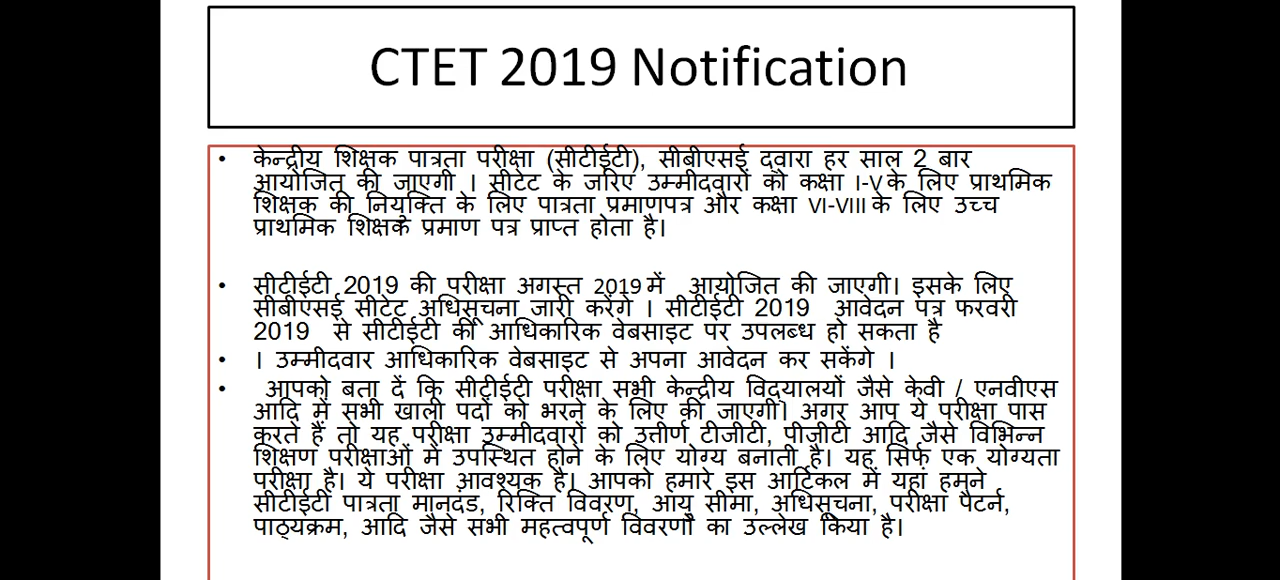 CTET 2019 Notification
• केन्द्रीय शिक्षक पात्रता परीक्षा (सीटीईटी), सीबीएसई द्वारा हर साल 2 बार
आयोजित की जाएगी । सीटेट के जरिए उम्मीदवारों को कक्षा I-V के लिए प्राथमिक
शिक्षक की नियुक्ति के लिए पात्रता प्रमाणपत्र और कक्षा VI-VIII के लिए उच्च
प्राथमिक शिक्षक प्रमाण पत्र प्राप्त होता है।
• सीटीईटी 2019 की परीक्षा अगस्त 2019 में आयोजित की जाएगी। इसके लिए
सीबीएसई सीटेट अधिसूचना जारी करेंगे । सीटीईटी 2019 आवेदन पत्र फरवरी
2019 से सीटीईटी की आधिकारिक वेबसाइट पर उपलब्ध हो सकता है
• । उम्मीदवार आधिकारिक वेबसाइट से अपना आवेदन कर सकेंगे ।
• आपको बता दें कि सीटीईटी परीक्षा सभी केन्द्रीय विद्यालयों जैसे केवी / एनवीएस
आदि में सभी खाली पदों को भरने के लिए की जाएगी। अगर आप ये परीक्षा पास
करते हैं तो यह परीक्षा उम्मीदवारों को उत्तीर्ण टीजीटी, पीजीटी आदि जैसे विभिन्न
शिक्षण परीक्षाओं में उपस्थित होने के लिए योग्य बनाती है। यह सिर्फ एक योग्यता
परीक्षा है। ये परीक्षा आवश्यक है। आपको हमारे इस आर्टिकल में यहां हमने
सीटीईटी पात्रता मानदंड, रिक्ति विवरण, आयु सीमा, अधिसूचना, परीक्षा पैटर्न,
पाठ्यक्रम, आदि जैसे सभी महत्वपूर्ण विवरणों का उल्लेख किया है।